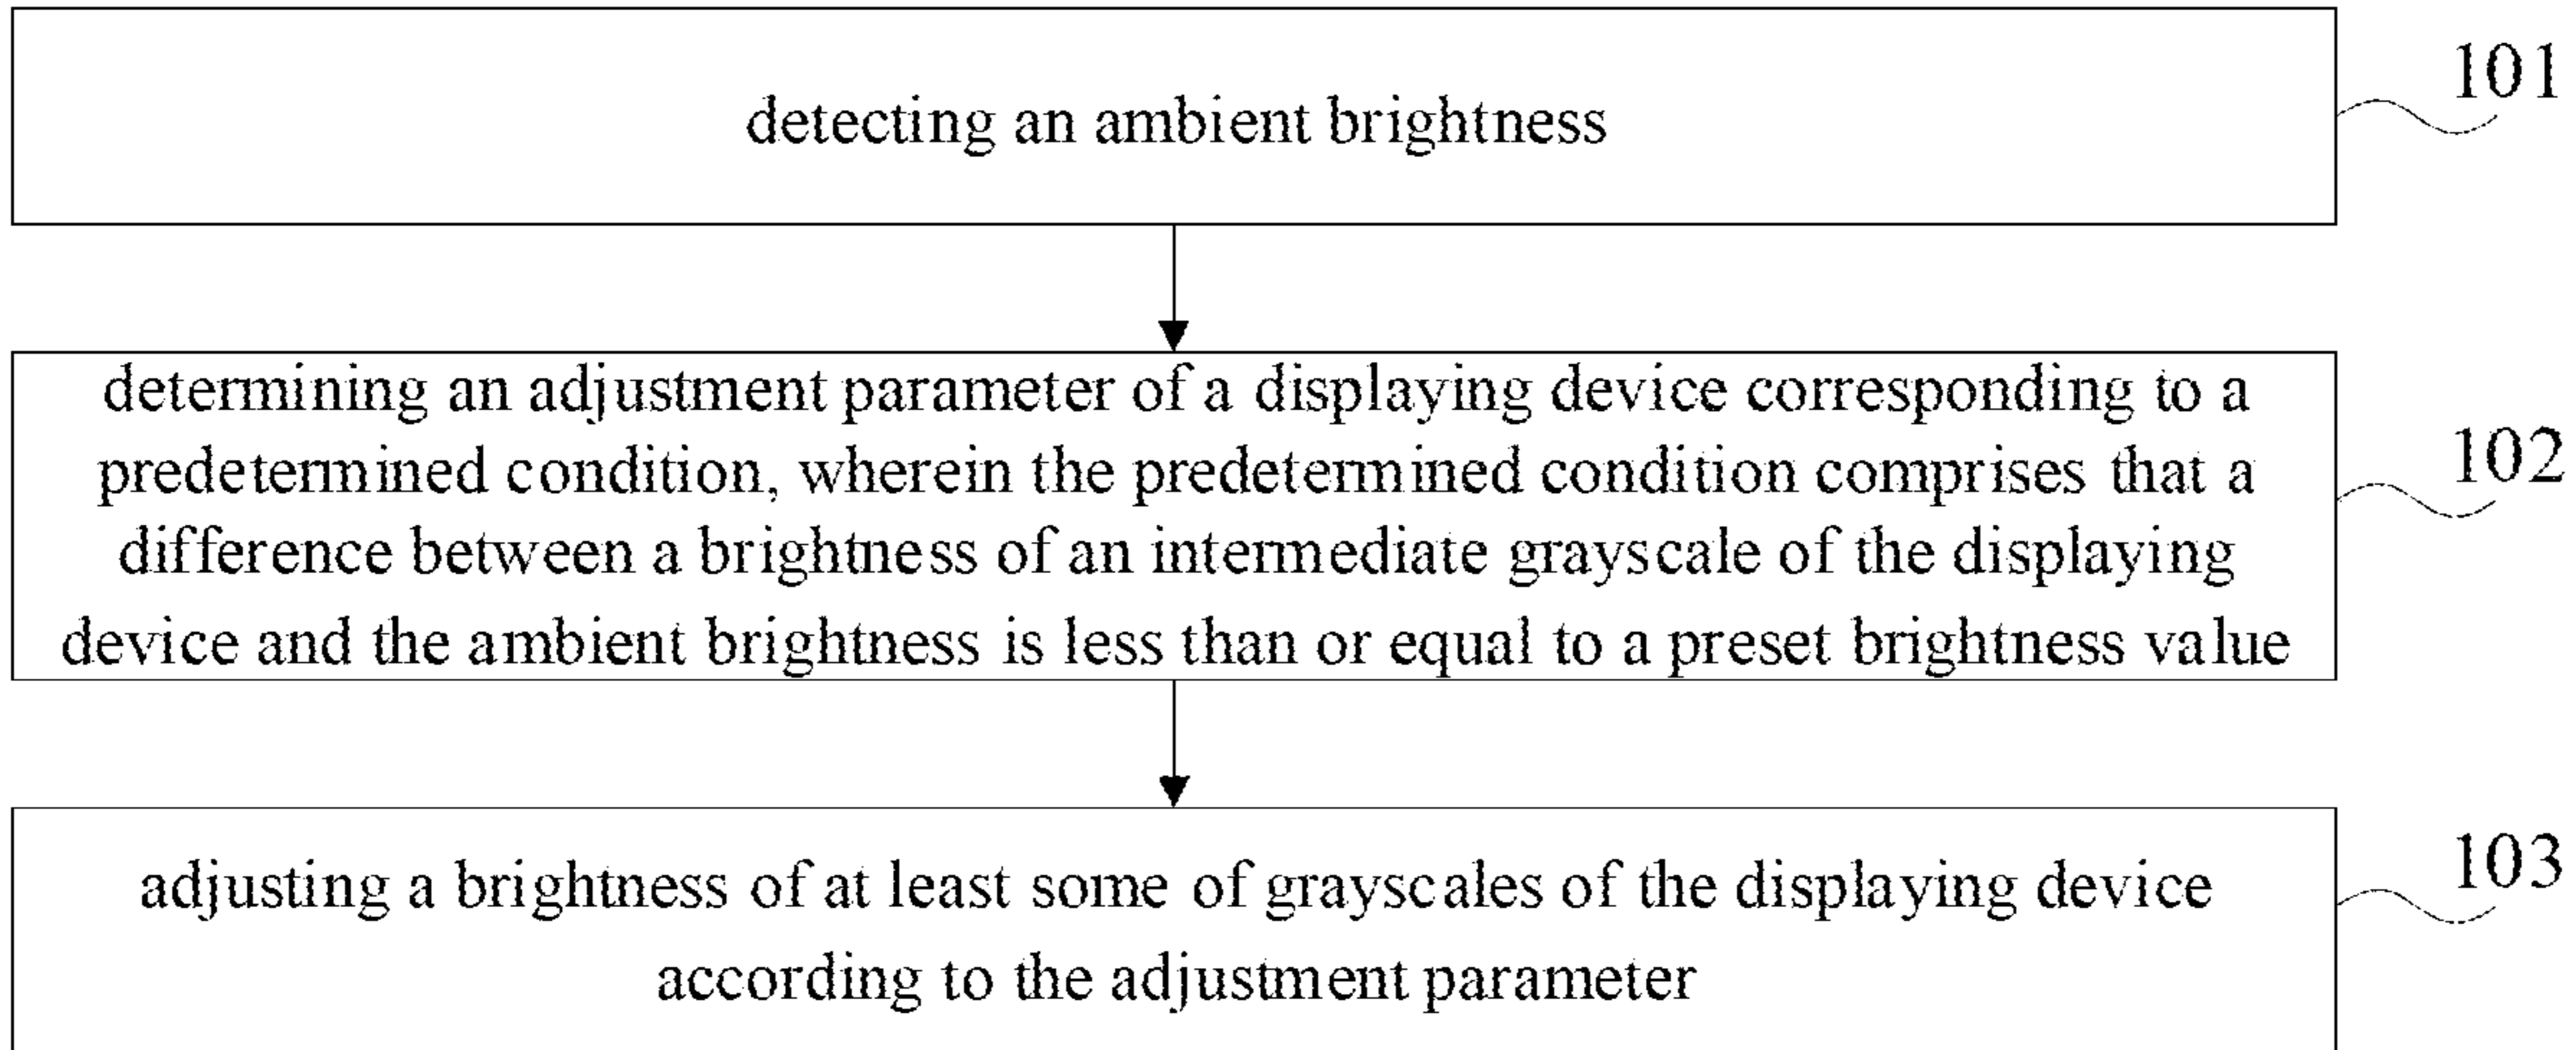 detecting an ambient brightness
101
determining an adjustment parameter of a displaying device corresponding to a
predetermined condition, wherein the predetermined condition comprises that a
difference between a brightness of an intermediate grayscale of the displaying
device and the ambient brightness is less than or equal to a preset brightness value
102
adjusting a brightness of at least some of grayscales of the displaying device
according to the adjustment parameter
103